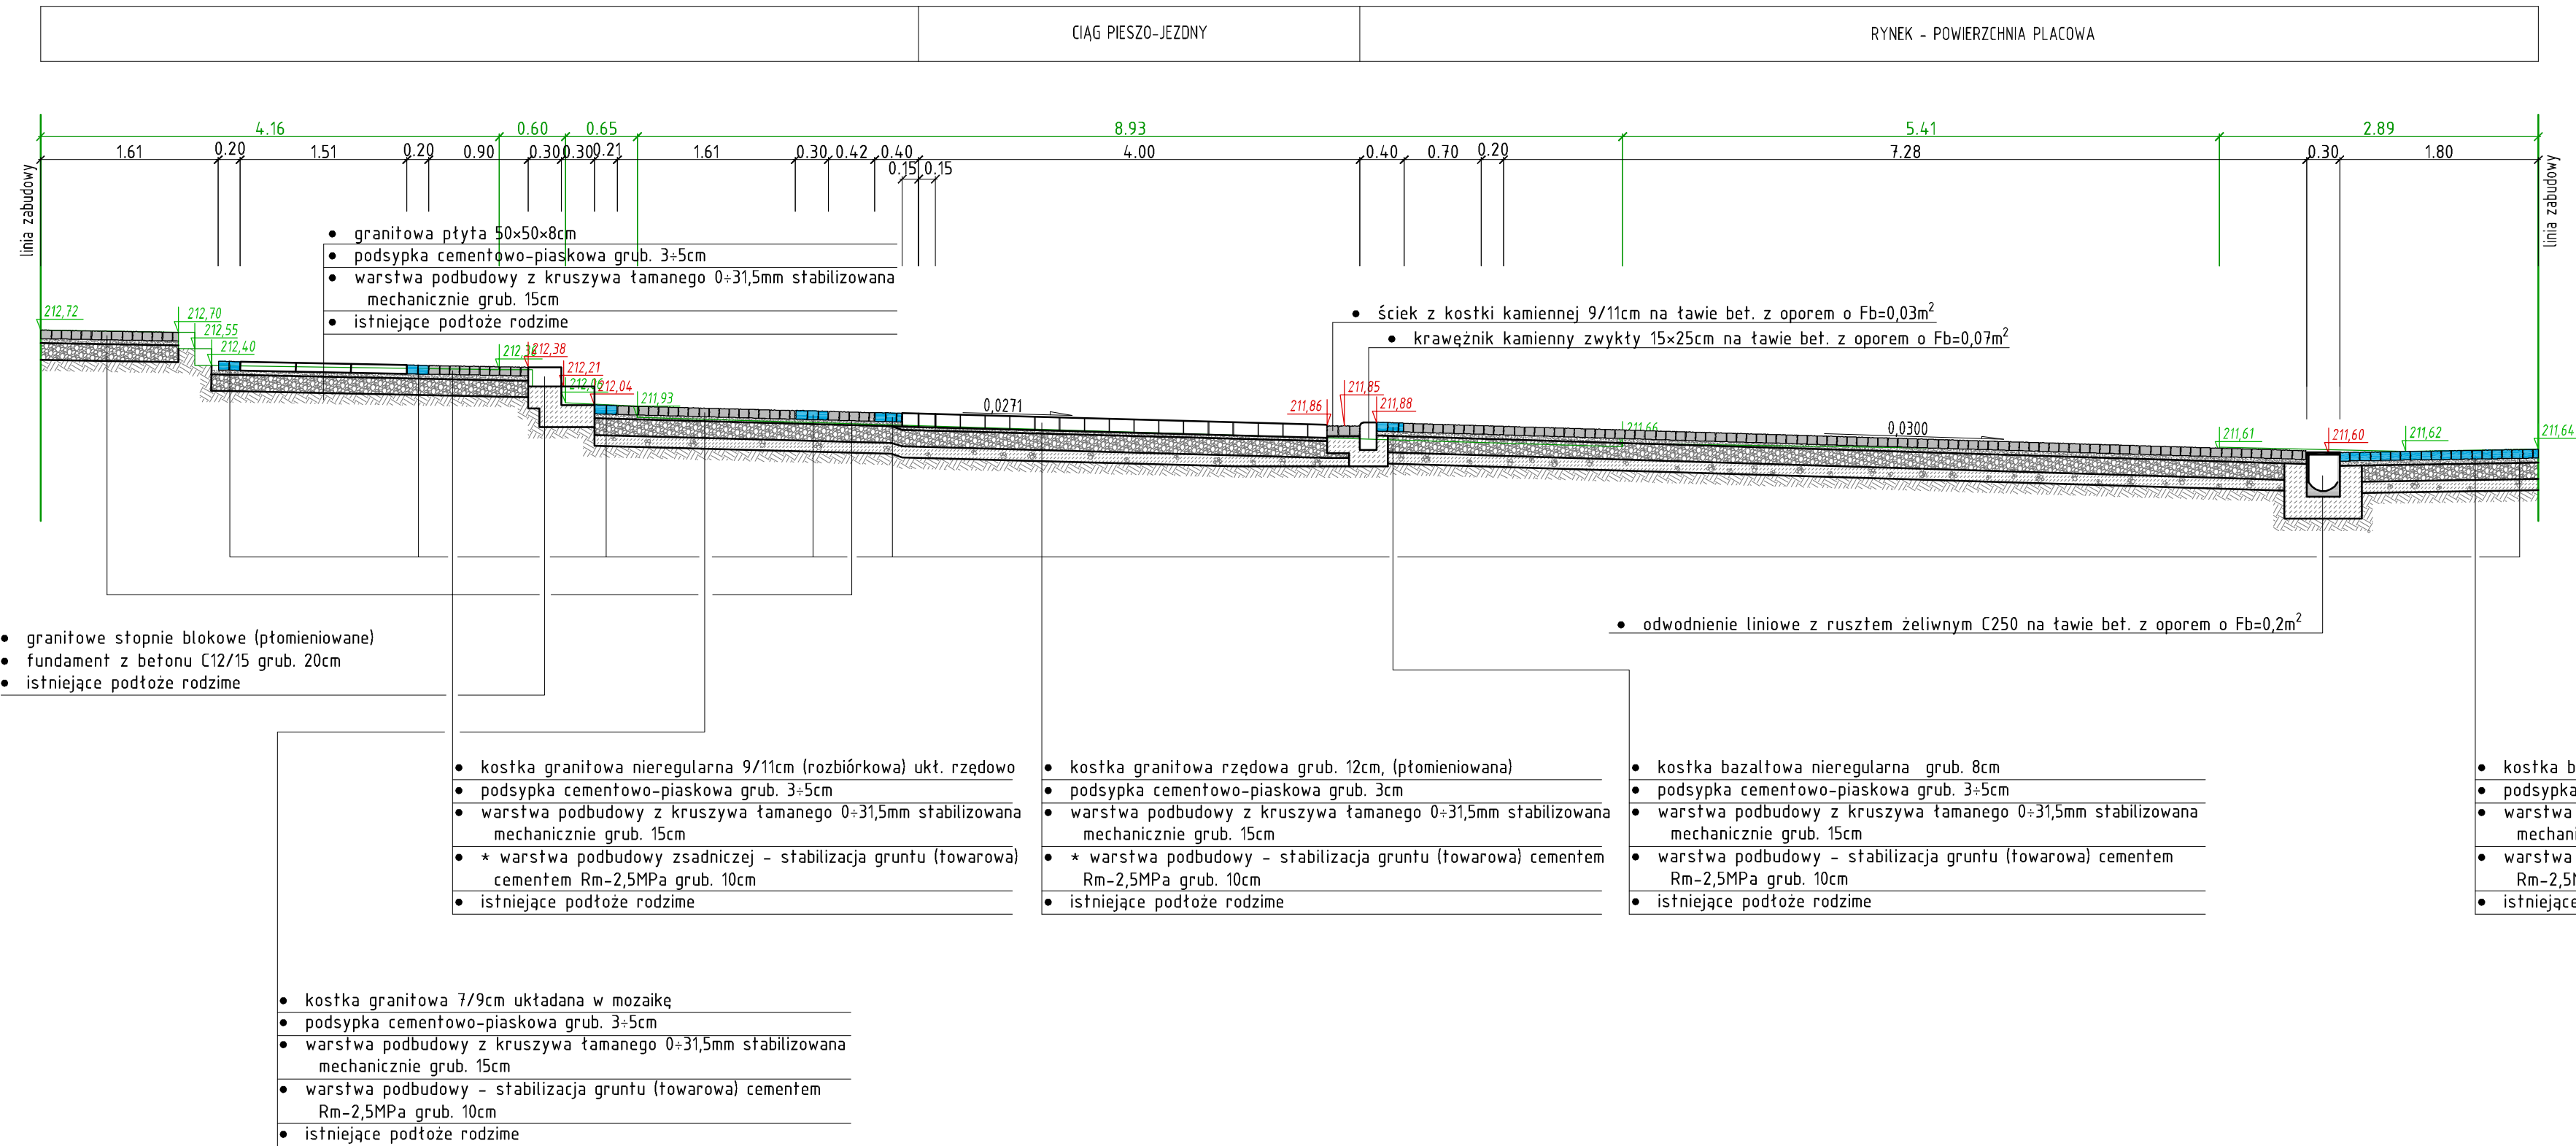 CIĄG PIESZO-JEZDNY
RYNEK - POWIERZCHNIA PLACOWA
4.16 0.60 0.65 8.93 5.41 2.89
1.61 0.20 1.51 0.20 0.90 0.30 0.30 0.21 1.61 0.30 0.42 0.40 4.00 0.40 0.70 0.20 7.28 0.30 1.80
0.15 0.15
linia zabudowy
linia zabudowy
• granitowa płyta 50×50×8cm
• podsypka cementowo-piaskowa grub. 3÷5cm
• warstwa podbudowy z kruszywa łamanego 0÷31,5mm stabilizowana
mechanicznie grub. 15cm
• istniejące podłoże rodzime
• ściek z kostki kamiennej 9/11cm na ławie bet. z oporem o Fb=0,03m²
• krawężnik kamienny zwykły 15×25cm na ławie bet. z oporem o Fb=0,07m²
212,72
212,70
212,55
212,40
212,38
212,21
212,04
211,93
0,0271
211,86
211,85
211,88
211,66
0,0300
211,61
211,60
211,62
211,64
• odwodnienie liniowe z rusztem żeliwnym C250 na ławie bet. z oporem o Fb=0,2m²
• granitowe stopnie blokowe (płomieniowane)
• fundament z betonu C12/15 grub. 20cm
• istniejące podłoże rodzime
• kostka granitowa nieregularna 9/11cm (rozbiórkowa) ukł. rzędowo
• podsypka cementowo-piaskowa grub. 3÷5cm
• warstwa podbudowy z kruszywa łamanego 0÷31,5mm stabilizowana
mechanicznie grub. 15cm
• * warstwa podbudowy zsadniczej - stabilizacja gruntu (towarowa)
cementem Rm-2,5MPa grub. 10cm
• istniejące podłoże rodzime
• kostka granitowa rzędowa grub. 12cm, (płomieniowana)
• podsypka cementowo-piaskowa grub. 3cm
• warstwa podbudowy z kruszywa łamanego 0÷31,5mm stabilizowana
mechanicznie grub. 15cm
• * warstwa podbudowy - stabilizacja gruntu (towarowa) cementem
Rm-2,5MPa grub. 10cm
• istniejące podłoże rodzime
• kostka bazaltowa nieregularna grub. 8cm
• podsypka cementowo-piaskowa grub. 3÷5cm
• warstwa podbudowy z kruszywa łamanego 0÷31,5mm stabilizowana
mechanicznie grub. 15cm
• warstwa podbudowy - stabilizacja gruntu (towarowa) cementem
Rm-2,5MPa grub. 10cm
• istniejące podłoże rodzime
• kostka b
• podsypka
• warstwa
mechani
• warstwa
Rm-2,5M
• istniejące
• kostka granitowa 7/9cm układana w mozaikę
• podsypka cementowo-piaskowa grub. 3÷5cm
• warstwa podbudowy z kruszywa łamanego 0÷31,5mm stabilizowana
mechanicznie grub. 15cm
• warstwa podbudowy - stabilizacja gruntu (towarowa) cementem
Rm-2,5MPa grub. 10cm
• istniejące podłoże rodzime